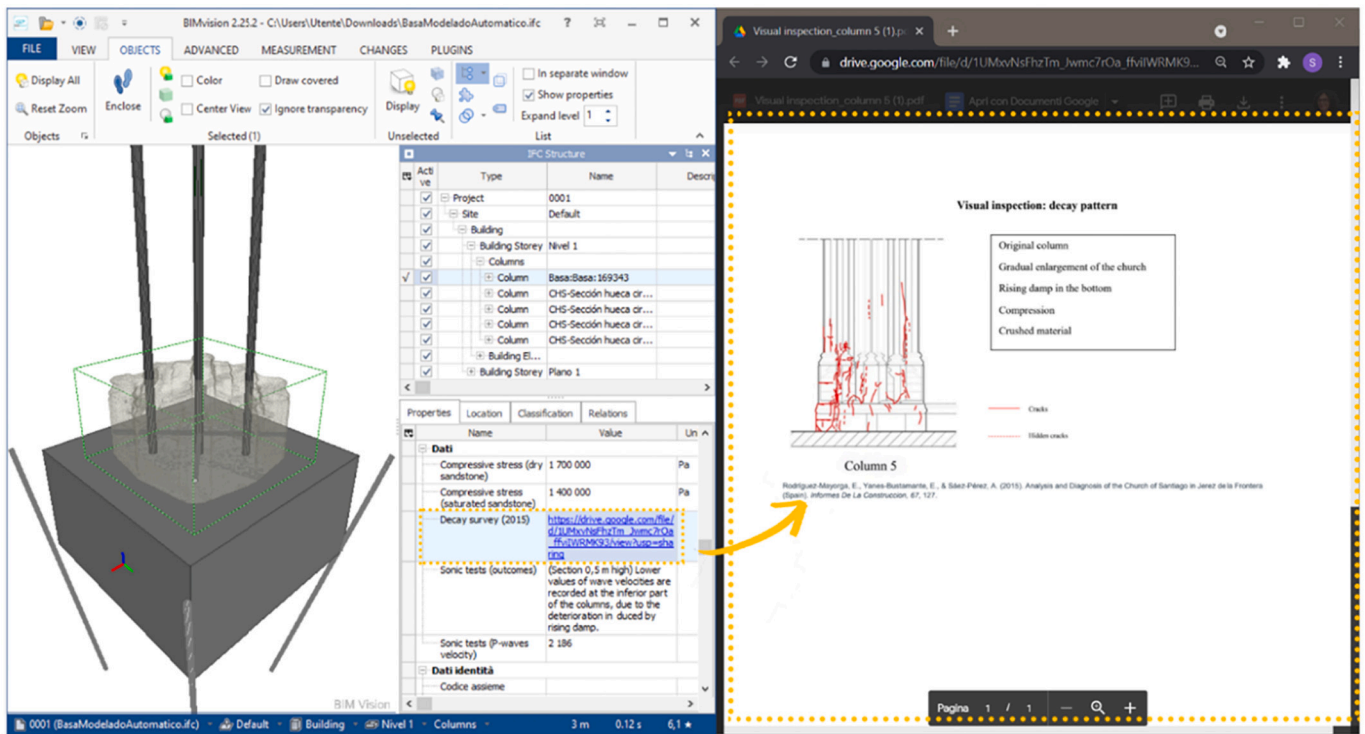 BIMvision 2.25.2 - C:\Users\Utente\Downloads\BasaModeladoAutomatico.ifc
FILE VIEW OBJECTS ADVANCED MEASUREMENT CHANGES PLUGINS
Display All
Reset Zoom
Objects
Enclose
Color
Draw covered
Center View
Ignore transparency
Selected (1)
Display
Unselected
In separate window
Show properties
Expand level 1
List
IFC Structure
Acti
ve
Type Name Descrip
Project 0001
Site Default
Building
Building Storey Nivel 1
Columns
Column Basa:Basa:169343
Column CHS-Sección hueca cir...
Column CHS-Sección hueca cir...
Column CHS-Sección hueca cir...
Column CHS-Sección hueca cir...
Building El...
Building Storey Plano 1
Properties Location Classification Relations
Name Value Un
Dati
Compressive stress (dry 1 700 000 Pa
sandstone)
Compressive stress 1 400 000 Pa
(saturated sandstone)
Decay survey (2015) https://drive.google.com/file/
d/1UMxvNsFhzTm_Jwmc7rOa
_ffviIWRMK93/view?usp=sha
ring
Sonic tests (outcomes) (Section 0,5 m high) Lower
values of wave velocities are
recorded at the inferior part
of the columns, due to the
deterioration in duced by
rising damp.
Sonic tests (P-waves 2 186
velocity)
Dati identità
Codice assieme
BIM Vision
0001 (BasaModeladoAutomatico.ifc) Default Building Nivel 1 Columns 3 m 0.12 s 6,1 ★
Visual inspection_column 5 (1).p
drive.google.com/file/d/1UMxvNsFhzTm_Jwmc7rOa_ffviIWRMK9...
S
Visual inspection_column 5 (1).pdf
Apri con Documenti Google
Visual inspection: decay pattern
Original column
Gradual enlargement of the church
Rising damp in the bottom
Compression
Crushed material
Cracks
Hidden cracks
Column 5
Rodríguez-Mayorga, E., Yanes-Bustamante, E., & Sáez-Pérez, A. (2015). Analysis and Diagnosis of the Church of Santiago in Jerez de la Frontera
(Spain). Informes De La Construccion, 67, 127.
Pagina 1 / 1